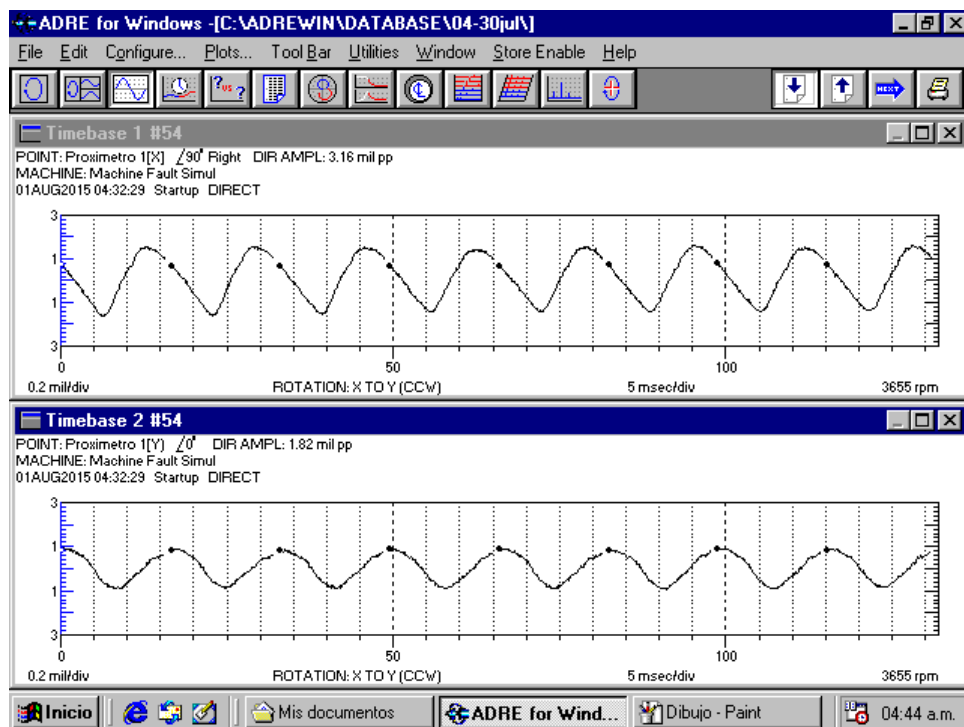 ADRE for Windows -[C:\ADREWIN\DATABASE\04-30jul\]
File Edit Configure... Plots... Tool Bar Utilities Window Store Enable Help
? vs ? NEXT
Timebase 1 #54
POINT: Proximetro 1[X] ∠90° Right DIR AMPL: 3.16 mil pp
MACHINE: Machine Fault Simul
01AUG2015 04:32:29 Startup DIRECT
3
1
1
3
0 50 100
0.2 mil/div ROTATION: X TO Y (CCW) 5 msec/div 3655 rpm
Timebase 2 #54
POINT: Proximetro 1[Y] ∠0° DIR AMPL: 1.82 mil pp
MACHINE: Machine Fault Simul
01AUG2015 04:32:29 Startup DIRECT
3
1
1
3
0 50 100
0.2 mil/div ROTATION: X TO Y (CCW) 5 msec/div 3655 rpm
Inicio Mis documentos ADRE for Wind... Dibujo - Paint 04:44 a.m.